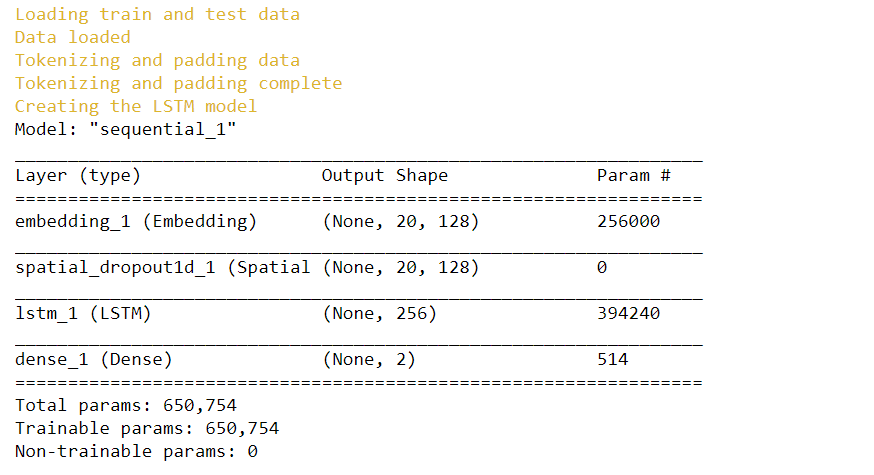 Loading train and test data
Data loaded
Tokenizing and padding data
Tokenizing and padding complete
Creating the LSTM model
Model: "sequential_1"
_________________________________________________________________
Layer (type)                 Output Shape              Param #
=================================================================
embedding_1 (Embedding)      (None, 20, 128)           256000
_________________________________________________________________
spatial_dropout1d_1 (Spatial (None, 20, 128)           0
_________________________________________________________________
lstm_1 (LSTM)                (None, 256)               394240
_________________________________________________________________
dense_1 (Dense)              (None, 2)                 514
=================================================================
Total params: 650,754
Trainable params: 650,754
Non-trainable params: 0